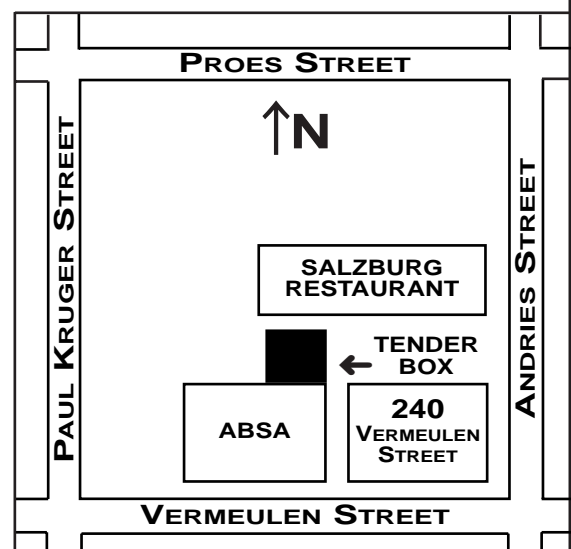 PROES STREET
N
PAUL KRUGER STREET
ANDRIES STREET
SALZBURG
RESTAURANT
TENDER
BOX
ABSA
240
VERMEULEN
STREET
VERMEULEN STREET